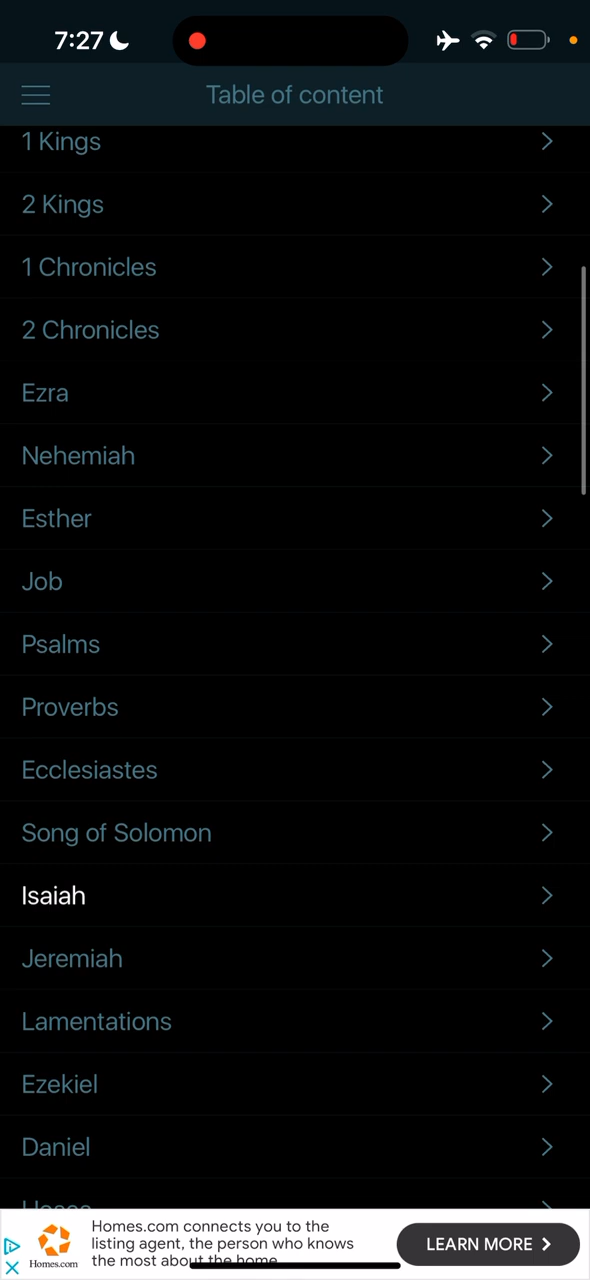 7:27
Table of content
1 Kings
2 Kings
1 Chronicles
2 Chronicles
Ezra
Nehemiah
Esther
Job
Psalms
Proverbs
Ecclesiastes
Song of Solomon
Isaiah
Jeremiah
Lamentations
Ezekiel
Daniel
Homes.com connects you to the
listing agent, the person who knows
the most about the home.
Homes.com
LEARN MORE